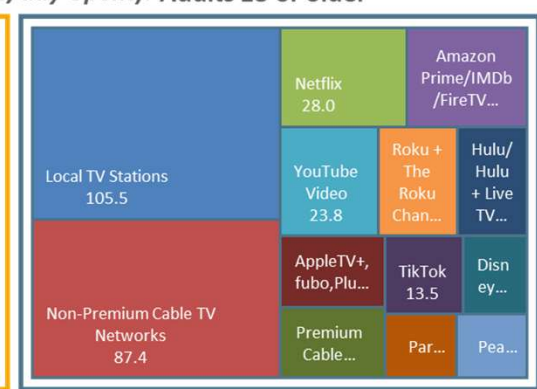 Adults 25 or Older
Local TV Stations
105.5
Non-Premium Cable TV
Networks
87.4
Netflix
28.0
Amazon
Prime/IMDb
/FireTV...
YouTube
Video
23.8
Roku +
The
Roku
Chan...
Hulu/
Hulu
+ Live
TV...
AppleTV+,
fubo,Plu...
TikTok
13.5
Disn
ey...
Premium
Cable...
Par...
Pea...